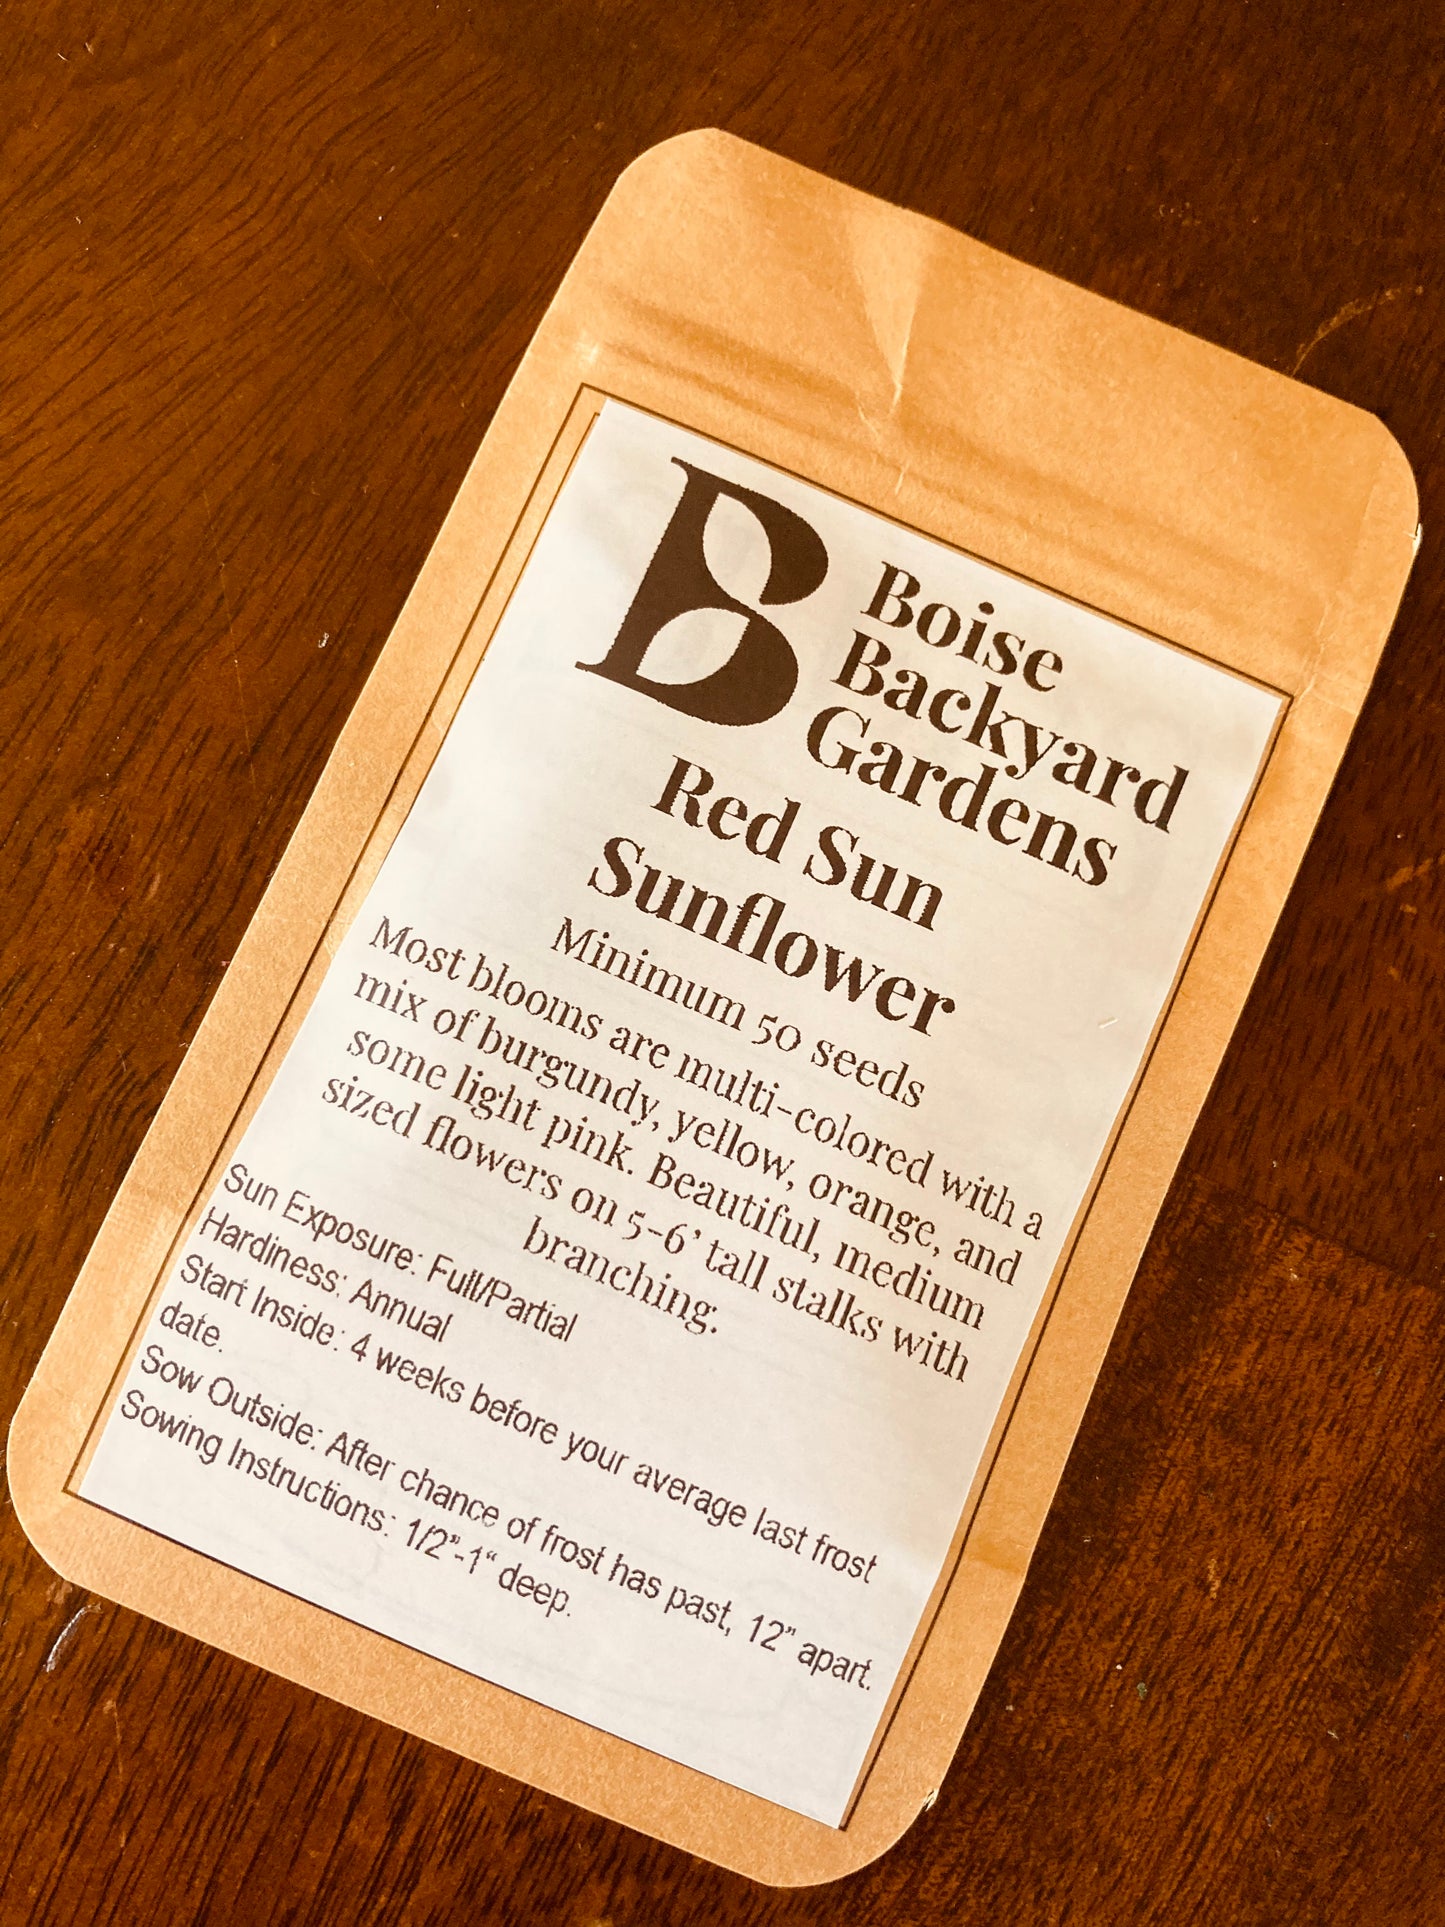 B
Boise
Backyard
Gardens
Red Sun
Sunflower
Minimum 50 seeds
Most blooms are multi-colored with a
mix of burgundy, yellow, orange, and
some light pink. Beautiful, medium
sized flowers on 5-6’ tall stalks with
branching.
Sun Exposure: Full/Partial
Hardiness: Annual
Start Inside: 4 weeks before your average last frost
date.
Sow Outside: After chance of frost has past, 12” apart.
Sowing Instructions: 1/2”-1“ deep.